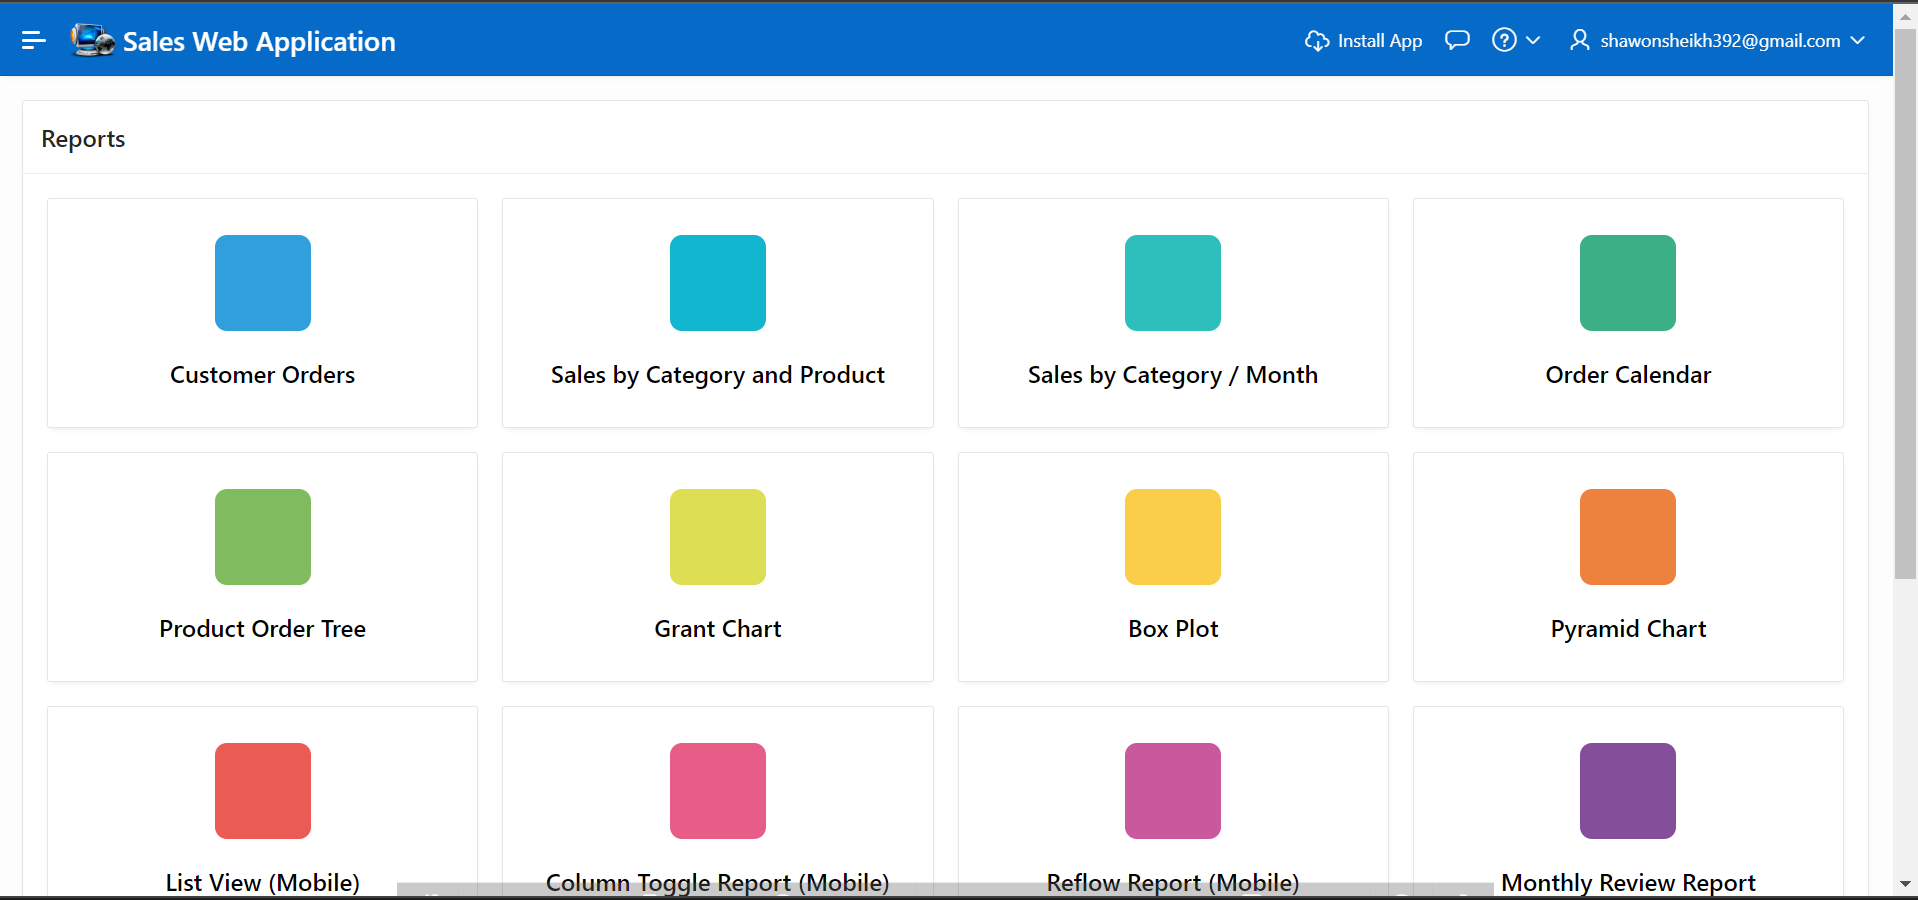 Sales Web Application
Install App
shawonsheikh392@gmail.com
Reports
Customer Orders
Sales by Category and Product
Sales by Category / Month
Order Calendar
Product Order Tree
Grant Chart
Box Plot
Pyramid Chart
List View (Mobile)
Column Toggle Report (Mobile)
Reflow Report (Mobile)
Monthly Review Report